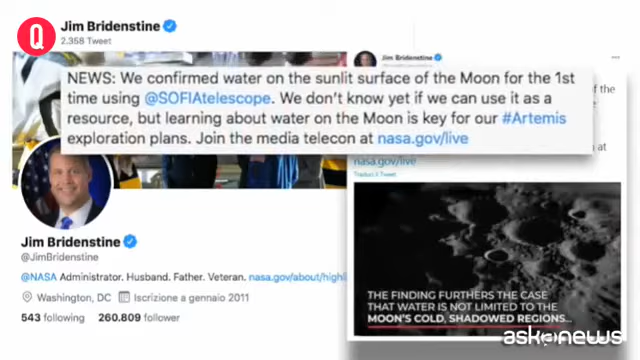 Q
Jim Bridenstine
2.358 Tweet
NEWS: We confirmed water on the sunlit surface of the Moon for the 1st
time using @SOFIAtelescope. We don't know yet if we can use it as a
resource, but learning about water on the Moon is key for our #Artemis
exploration plans. Join the media telecon at nasa.gov/live
Jim Bridenstine
@JimBridenstine
@NASA Administrator. Husband. Father. Veteran. nasa.gov/about/highli
Washington, DC Iscrizione a gennaio 2011
543 following 260.809 follower
Jim Bridenstine
of the
at
nasa.gov/live
Traduci il Tweet
THE FINDING FURTHERS THE CASE
THAT WATER IS NOT LIMITED TO THE
MOON'S COLD, SHADOWED REGIONS...
askanews